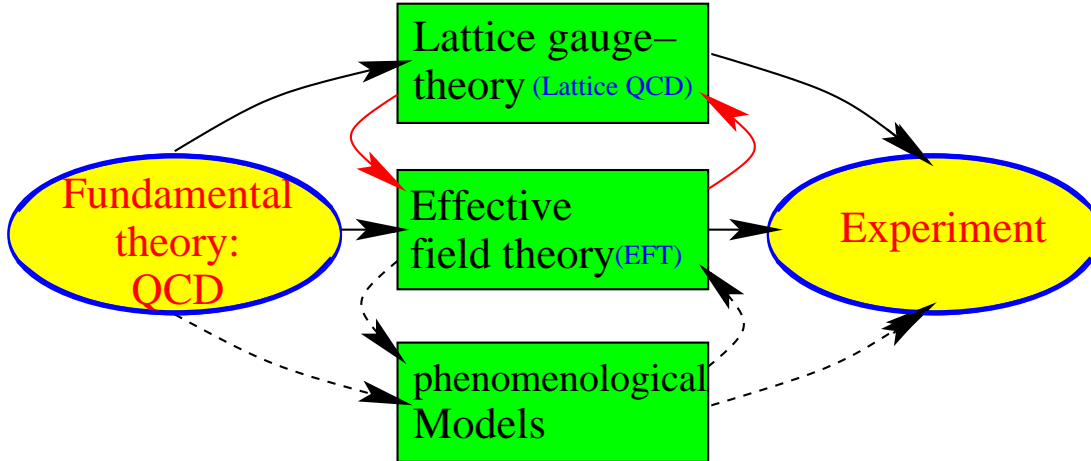 Lattice gauge–
theory (Lattice QCD)
Fundamental
theory:
QCD
Effective
field theory(EFT)
Experiment
phenomenological
Models